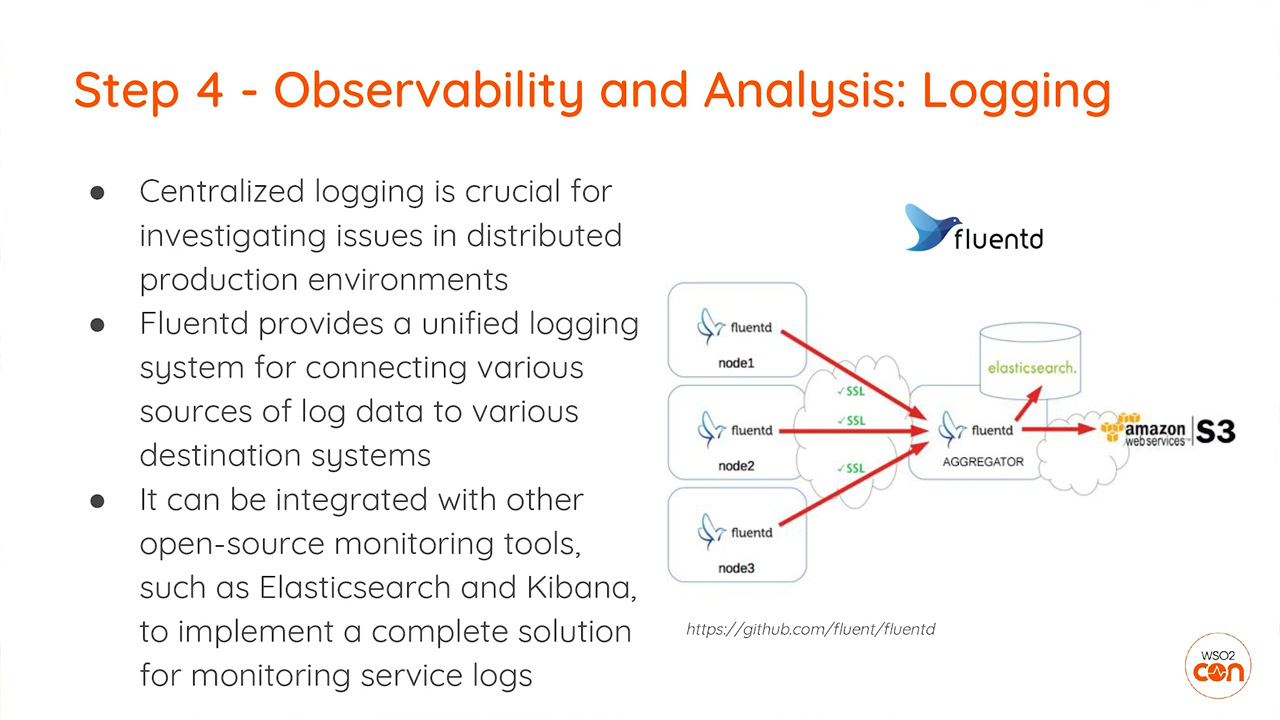 Step 4 - Observability and Analysis: Logging
● Centralized logging is crucial for
investigating issues in distributed
production environments
● Fluentd provides a unified logging
system for connecting various
sources of log data to various
destination systems
● It can be integrated with other
open-source monitoring tools,
such as Elasticsearch and Kibana,
to implement a complete solution
for monitoring service logs
fluentd
fluentd
node1
fluentd
node2
fluentd
node3
✓SSL
✓SSL
✓SSL
fluentd
AGGREGATOR
elasticsearch.
amazon
webservices™
S3
https://github.com/fluent/fluentd
WSO2
con